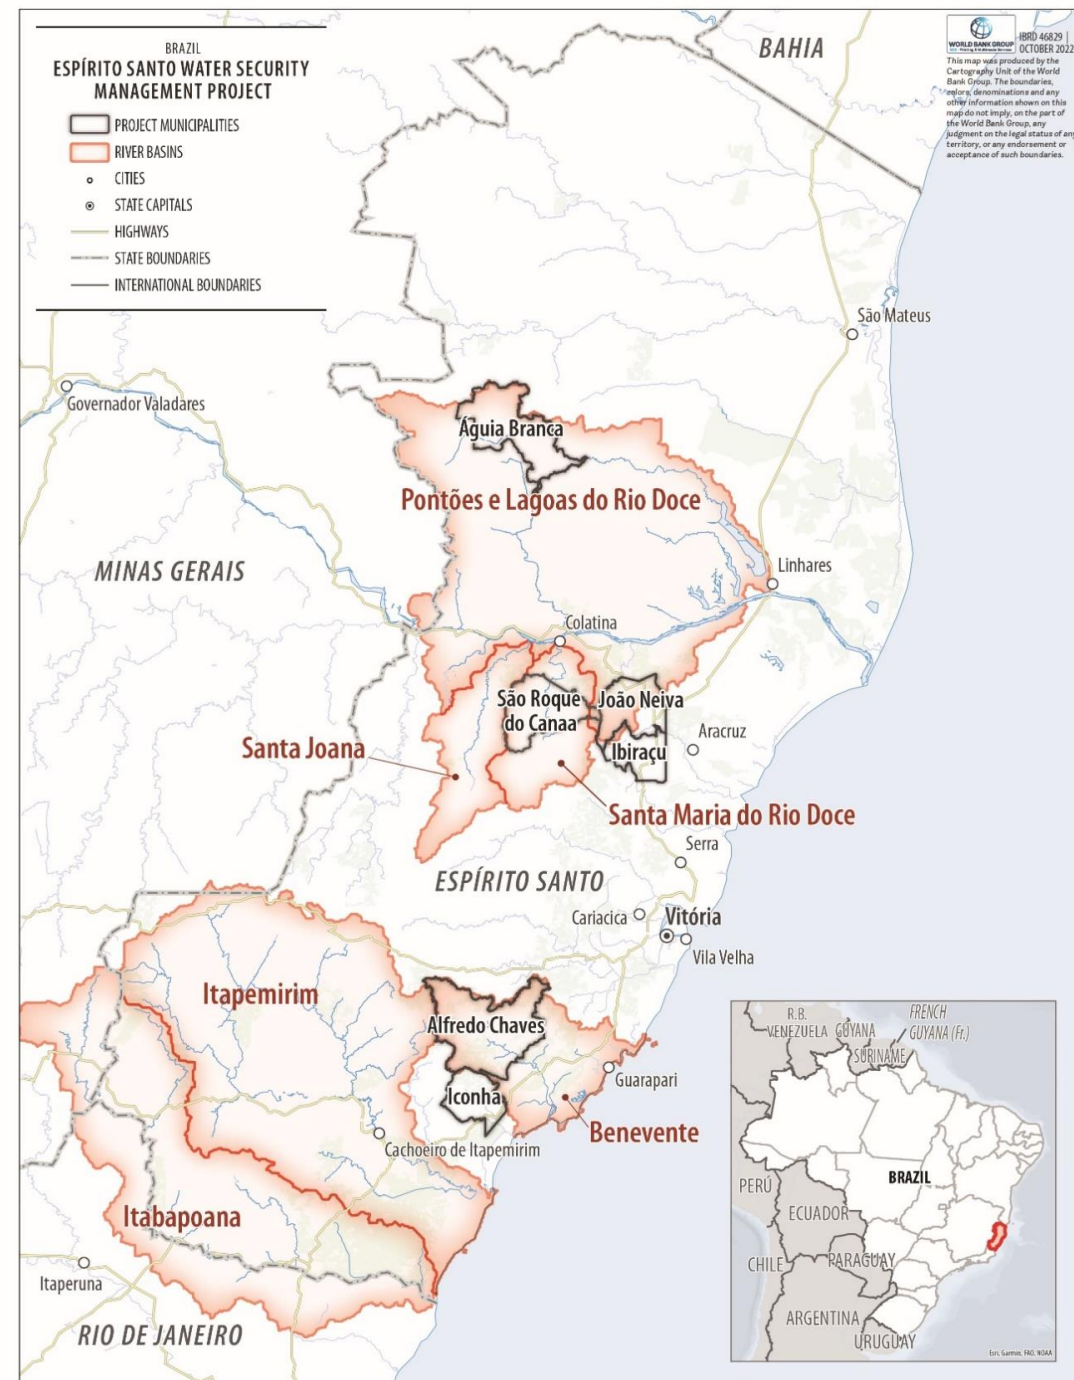 BRAZIL
ESPÍRITO SANTO WATER SECURITY
MANAGEMENT PROJECT
PROJECT MUNICIPALITIES
RIVER BASINS
CITIES
STATE CAPITALS
HIGHWAYS
STATE BOUNDARIES
INTERNATIONAL BOUNDARIES
BAHIA
WORLD BANK GROUP
IBRD 46829 |
OCTOBER 2022
This map was produced by the
Cartography Unit of the World
Bank Group. The boundaries,
colors, denominations and any
other information shown on this
map do not imply, on the part of
the World Bank Group, any
judgment on the legal status of any
territory, or any endorsement or
acceptance of such boundaries.
São Mateus
Governador Valadares
Águia Branca
Pontões e Lagoas do Rio Doce
MINAS GERAIS
Linhares
Colatina
São Roque
do Canaa
João Neiva
Ibiraçu
Aracruz
Santa Joana
Santa Maria do Rio Doce
Serra
ESPÍRITO SANTO
Cariacica
Vitória
Vila Velha
Itapemirim
Alfredo Chaves
Iconha
Guarapari
Benevente
Cachoeiro de Itapemirim
Itabapoana
Itaperuna
RIO DE JANEIRO
R.B.
VENEZUELA
GUYANA
FRENCH
GUYANA (Fr.)
SURINAME
BRAZIL
PERÚ
ECUADOR
CHILE
PARAGUAY
ARGENTINA
URUGUAY
Esri, Garmin, FAO, NOAA